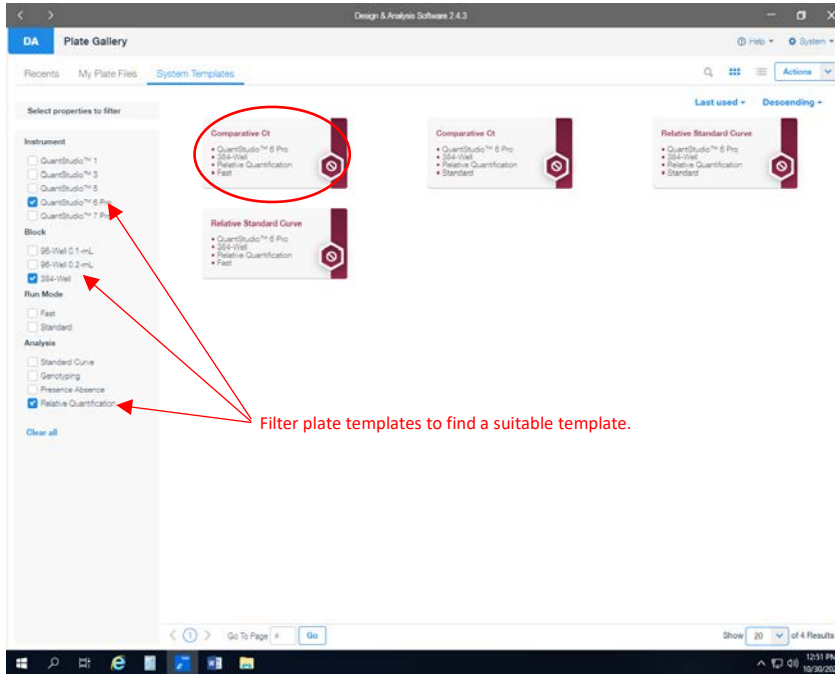 Design & Analysis Software 2.4.3
DA Plate Gallery
Help System
Recents My Plate Files System Templates
Actions
Last used Descending
Select properties to filter
Instrument
QuantStudio™ 1
QuantStudio™ 3
QuantStudio™ 5
QuantStudio™ 6 Pro
QuantStudio™ 7 Pro
Block
96-Well 0.1-mL
96-Well 0.2-mL
384-Well
Run Mode
Fast
Standard
Analysis
Standard Curve
Genotyping
Presence Absence
Relative Quantification
Clear all
Comparative Ct
• QuantStudio™ 6 Pro
• 384-Well
• Relative Quantification
• Fast
Comparative Ct
• QuantStudio™ 6 Pro
• 384-Well
• Relative Quantification
• Standard
Relative Standard Curve
• QuantStudio™ 6 Pro
• 384-Well
• Relative Quantification
• Standard
Relative Standard Curve
• QuantStudio™ 6 Pro
• 384-Well
• Relative Quantification
• Fast
Filter plate templates to find a suitable template.
1 Go To Page # Go
Show 20 of 4 Results
12:51 PM